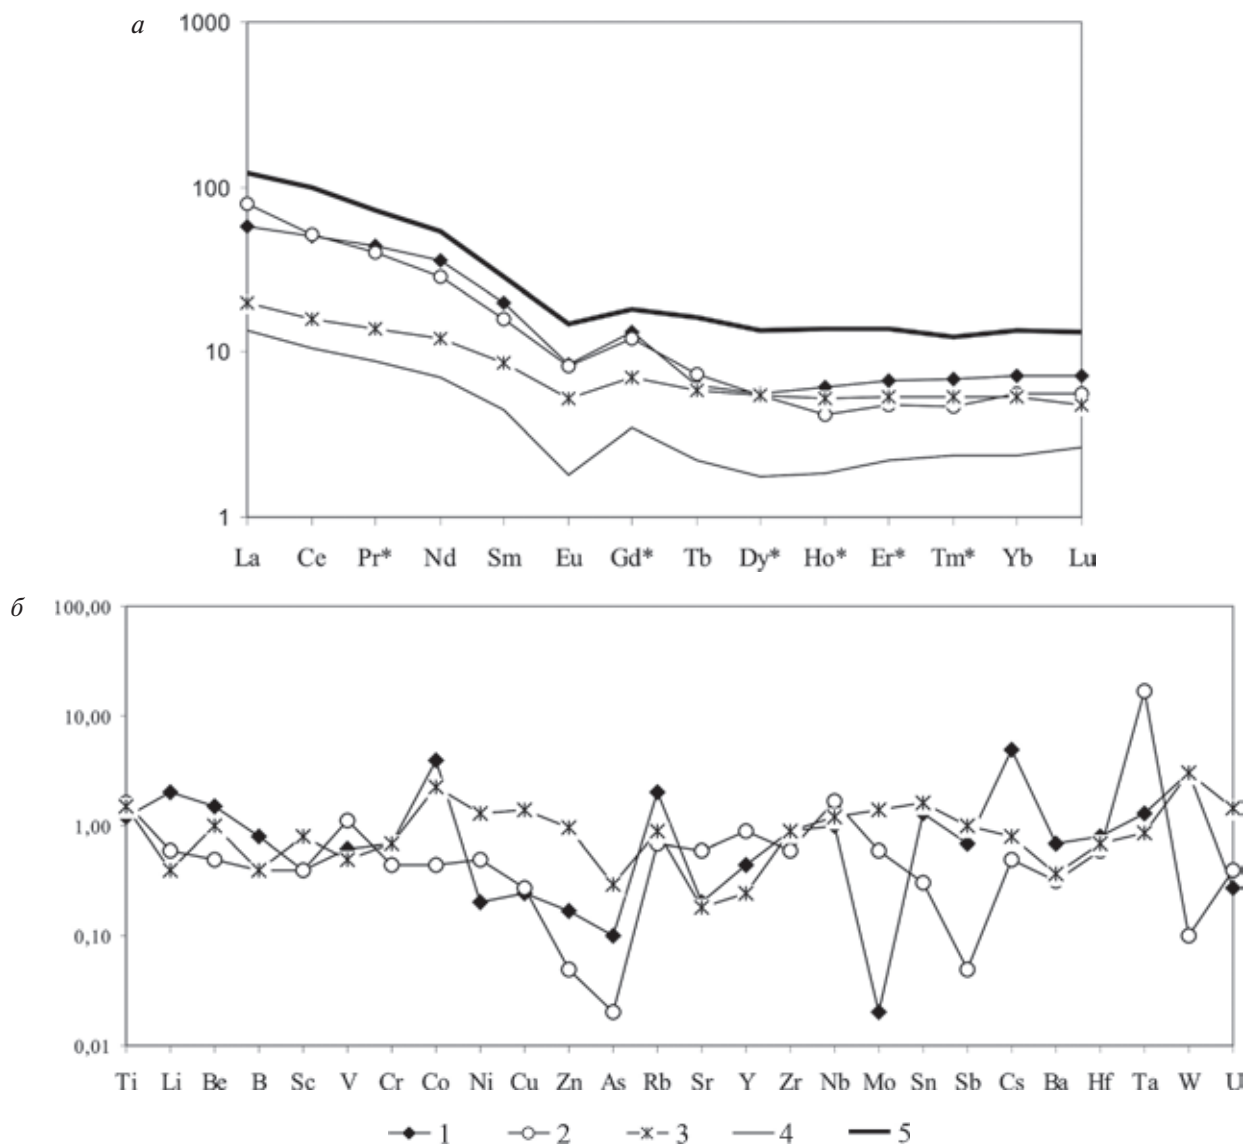 а
1000
100
10
1
La Ce Pr* Nd Sm Eu Gd* Tb Dy* Ho* Er* Tm* Yb Lu
б
100,00
10,00
1,00
0,10
0,01
Ti Li Be B Sc V Cr Co Ni Cu Zn As Rb Sr Y Zr Nb Mo Sn Sb Cs Ba Hf Ta W U
1 2 3 4 5